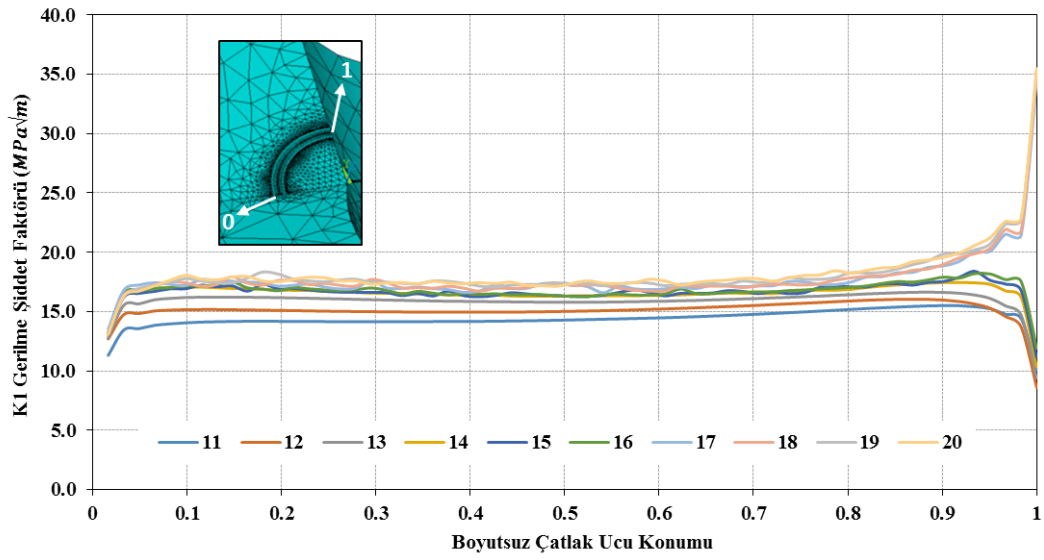 K1 Gerilme Şiddet Faktörü (MPa√m)
40.0
35.0
30.0
25.0
20.0
15.0
10.0
5.0
0.0
1
0
11 12 13 14 15 16 17 18 19 20
0 0.1 0.2 0.3 0.4 0.5 0.6 0.7 0.8 0.9 1
Boyutsuz Çatlak Ucu Konumu